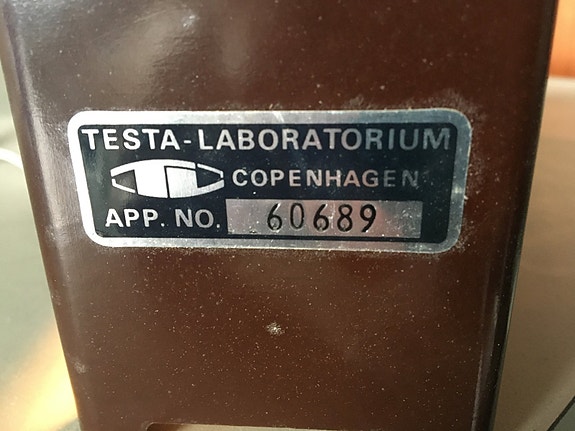 TESTA-LABORATORIUM
COPENHAGEN
APP. NO. 60689